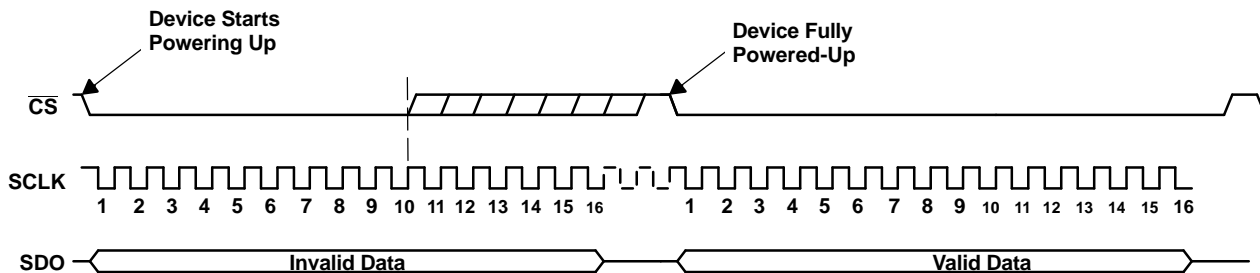 Device Starts
Powering Up
Device Fully
Powered-Up
CS
SCLK
1 2 3 4 5 6 7 8 9 10 11 12 13 14 15 16 1 2 3 4 5 6 7 8 9 10 11 12 13 14 15 16
SDO Invalid Data Valid Data